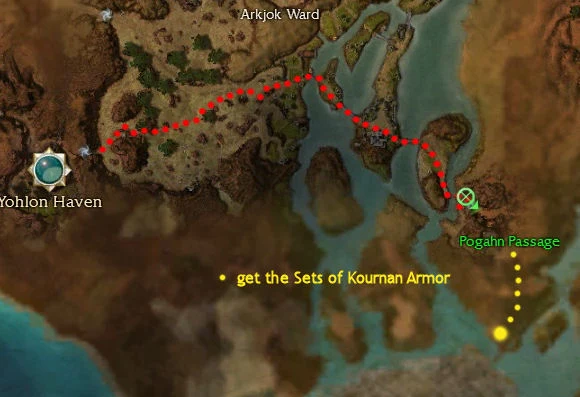 Arkjok Ward
Yohlon Haven
Pogahn Passage
get the Sets of Kournan Armor